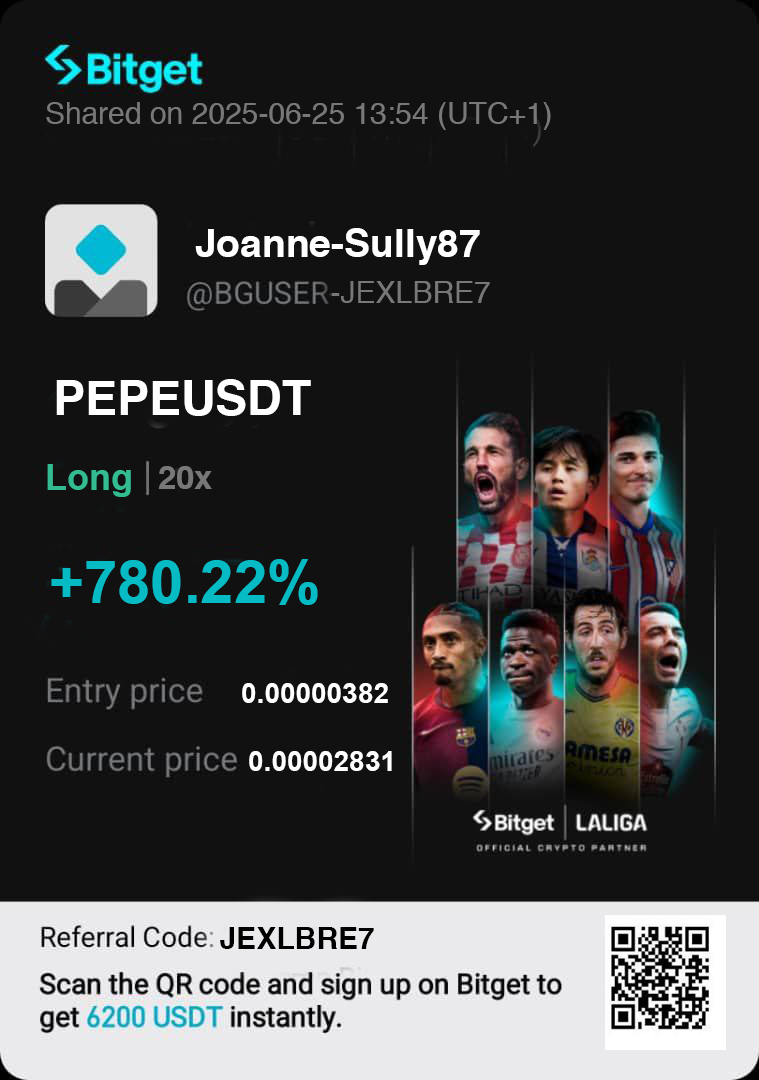 Bitget
Shared on 2025-06-25 13:54 (UTC+1)
Joanne-Sully87
@BGUSER-JEXLBRE7
PEPEUSDT
Long | 20x
+780.22%
Entry price 0.00000382
Current price 0.00002831
AMESA
Bitget | LALIGA
OFFICIAL CRYPTO PARTNER
Referral Code: JEXLBRE7
Scan the QR code and sign up on Bitget to
get 6200 USDT instantly.